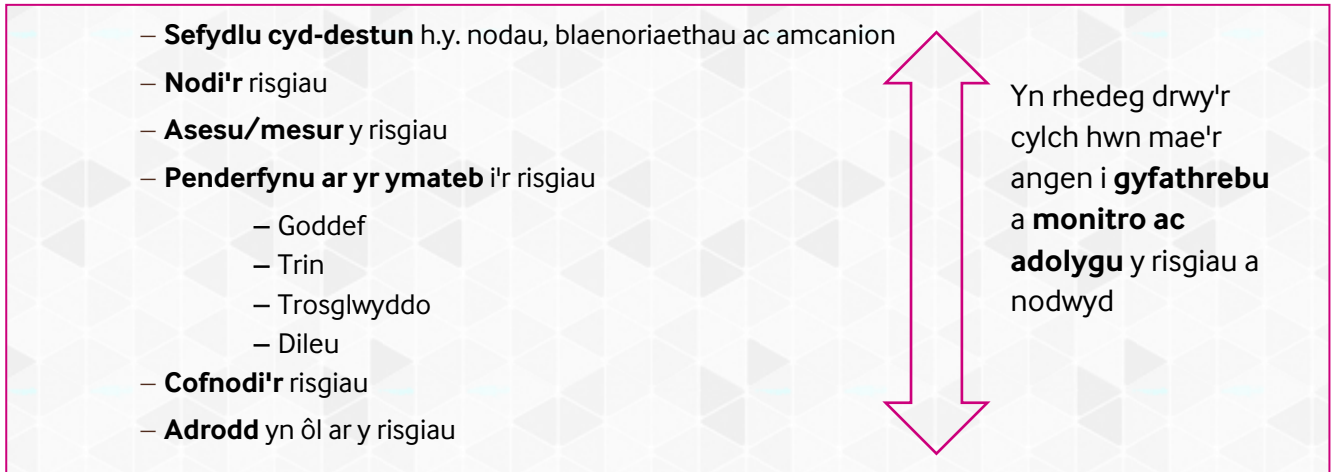 – Sefydlu cyd-destun h.y. nodau, blaenoriaethau ac amcanion
– Nodi'r risgiau
– Asesu/mesur y risgiau
– Penderfynu ar yr ymateb i'r risgiau
– Goddef
– Trin
– Trosglwyddo
– Dileu
– Cofnodi'r risgiau
– Adrodd yn ôl ar y risgiau
Yn rhedeg drwy'r
cylch hwn mae'r
angen i gyfathrebu
a monitro ac
adolygu y risgiau a
nodwyd